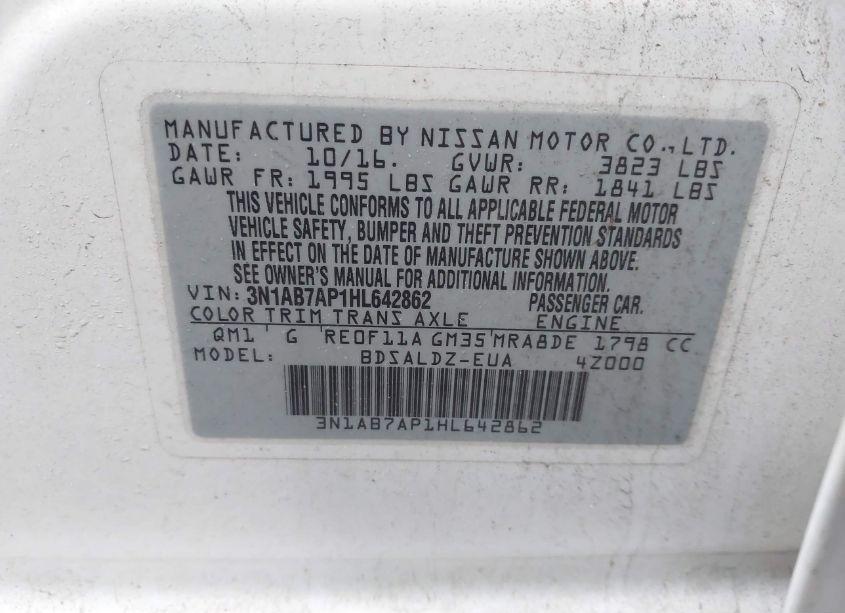 MANUFACTURED BY NISSAN MOTOR CO., LTD.
DATE: 10/16. GVWR: 3823 LBS
GAWR FR: 1995 LBS GAWR RR: 1841 LBS
THIS VEHICLE CONFORMS TO ALL APPLICABLE FEDERAL MOTOR
VEHICLE SAFETY, BUMPER AND THEFT PREVENTION STANDARDS
IN EFFECT ON THE DATE OF MANUFACTURE SHOWN ABOVE.
SEE OWNER'S MANUAL FOR ADDITIONAL INFORMATION.
VIN: 3N1AB7AP1HL642862 PASSENGER CAR.
COLOR TRIM TRANS AXLE ENGINE
QM1 ' G 'RE0F11A GM35'MRA8DE 1798 CC
MODEL: BDSALDZ-EUA 4Z000
3N1AB7AP1HL642862